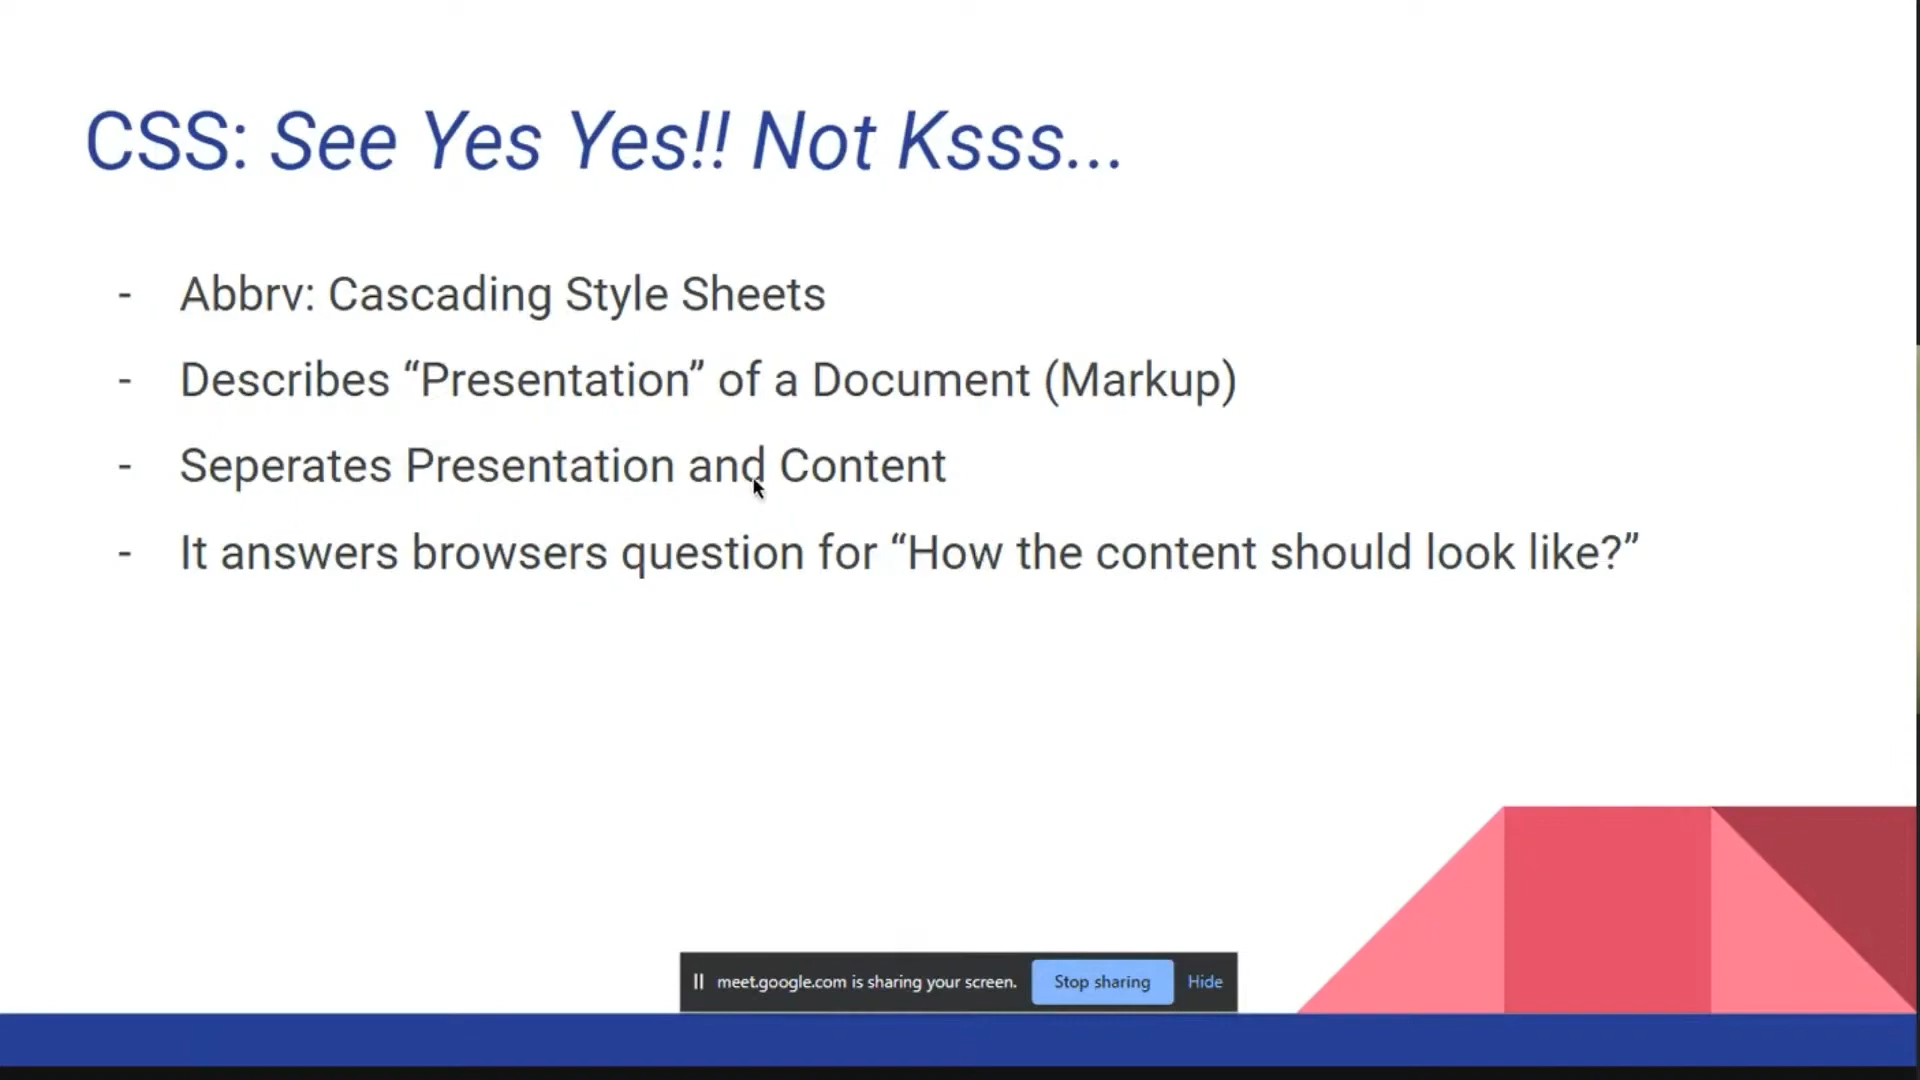 CSS: See Yes Yes!! Not Ksss...
- Abbrv: Cascading Style Sheets
- Describes “Presentation” of a Document (Markup)
- Seperates Presentation and Content
- It answers browsers question for “How the content should look like?”
meet.google.com is sharing your screen. Stop sharing Hide